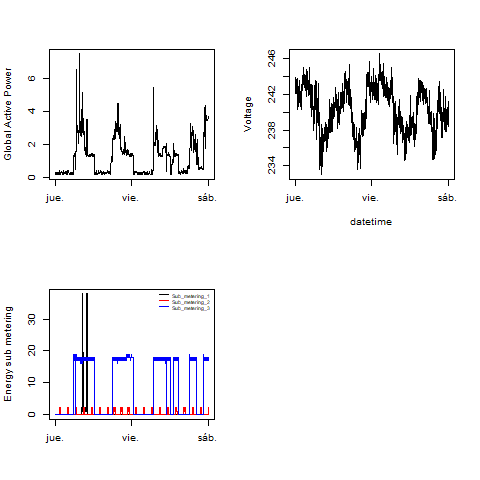 Global Active Power
0
2
4
6
jue.
vie.
sáb.
Voltage
234
238
242
246
jue.
vie.
sáb.
datetime
Energy sub metering
0
10
20
30
Sub_metering_1
Sub_metering_2
Sub_metering_3
jue.
vie.
sáb.